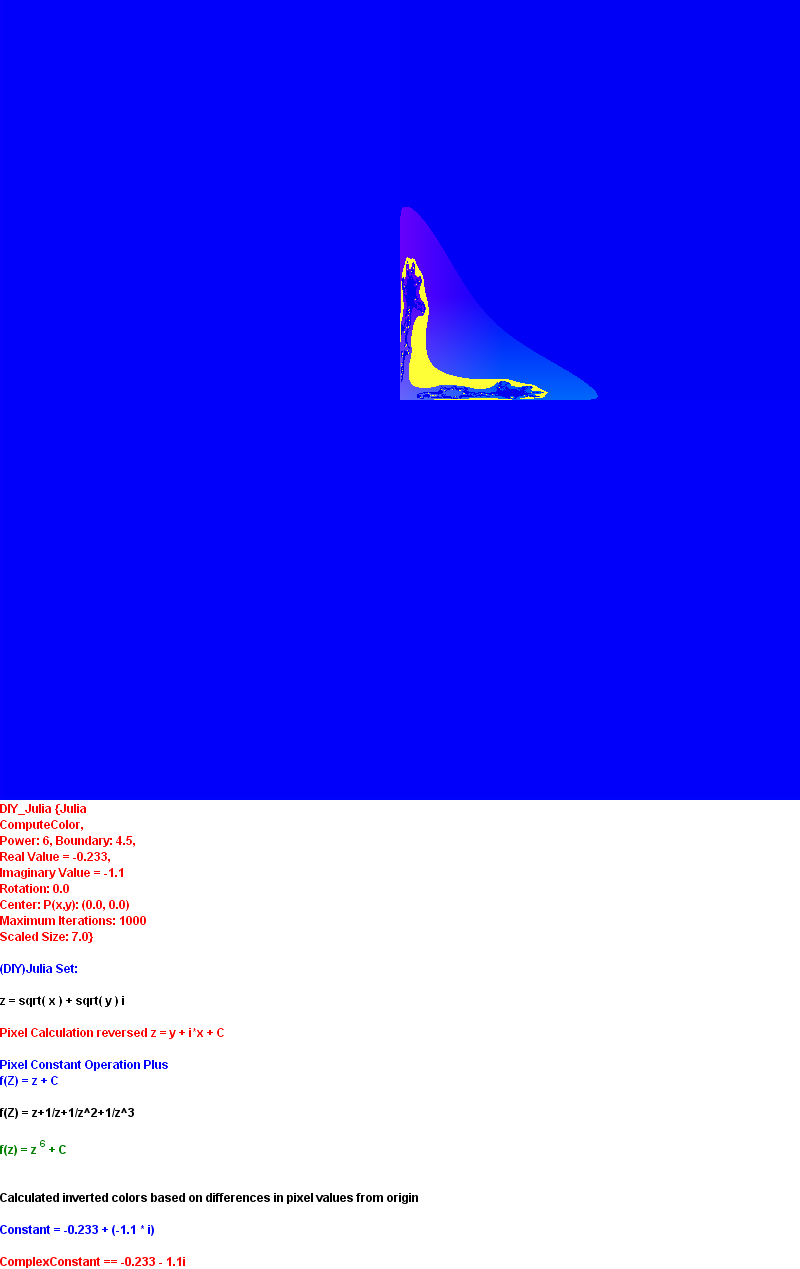 DIY_Julia {Julia
ComputeColor,
Power: 6, Boundary: 4.5,
Real Value = -0.233,
Imaginary Value = -1.1
Rotation: 0.0
Center: P(x,y): (0.0, 0.0)
Maximum Iterations: 1000
Scaled Size: 7.0}
(DIY)Julia Set:
z = sqrt( x ) + sqrt( y ) i
Pixel Calculation reversed z = y + i*x + C
Pixel Constant Operation Plus
f(Z) = z + C
f(Z) = z+1/z+1/z^2+1/z^3
f(z) = z 6 + C
Calculated inverted colors based on differences in pixel values from origin
Constant = -0.233 + (-1.1 * i)
ComplexConstant == -0.233 - 1.1i